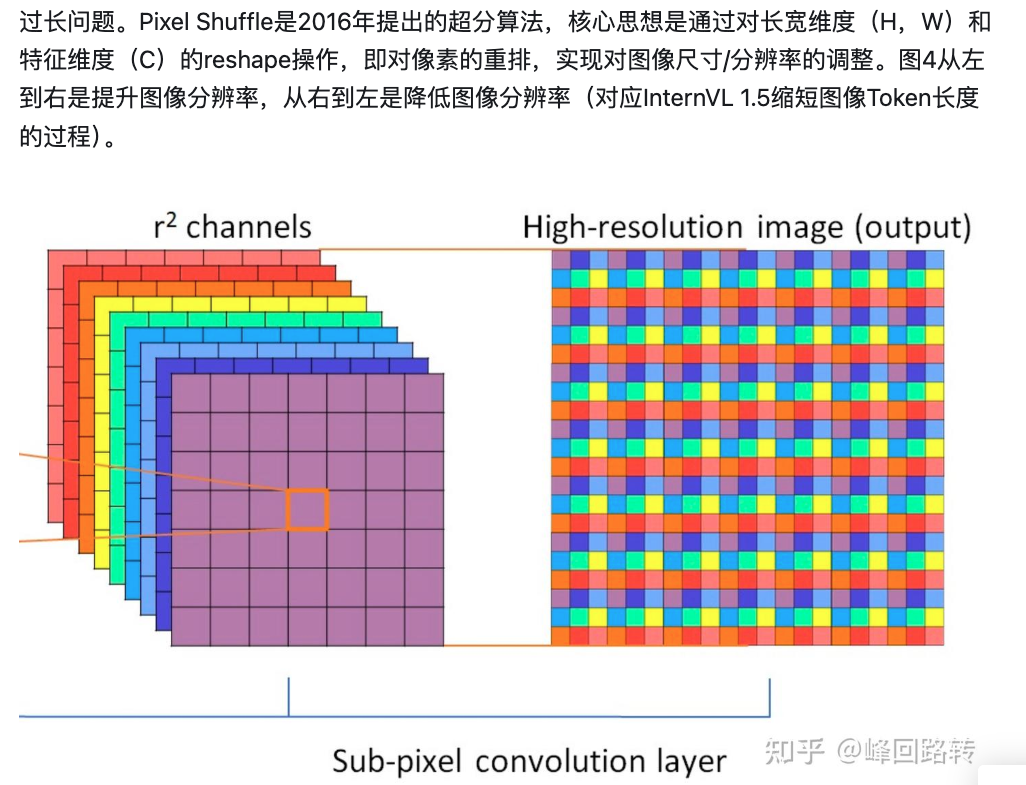 过长问题。Pixel Shuffle是2016年提出的超分算法，核心思想是通过对长宽维度（H，W）和
特征维度（C）的reshape操作，即对像素的重排，实现对图像尺寸/分辨率的调整。图4从左
到右是提升图像分辨率，从右到左是降低图像分辨率（对应InternVL 1.5缩短图像Token长度
的过程）。
r² channels
High-resolution image (output)
Sub-pixel convolution layer
知乎 @峰回路转